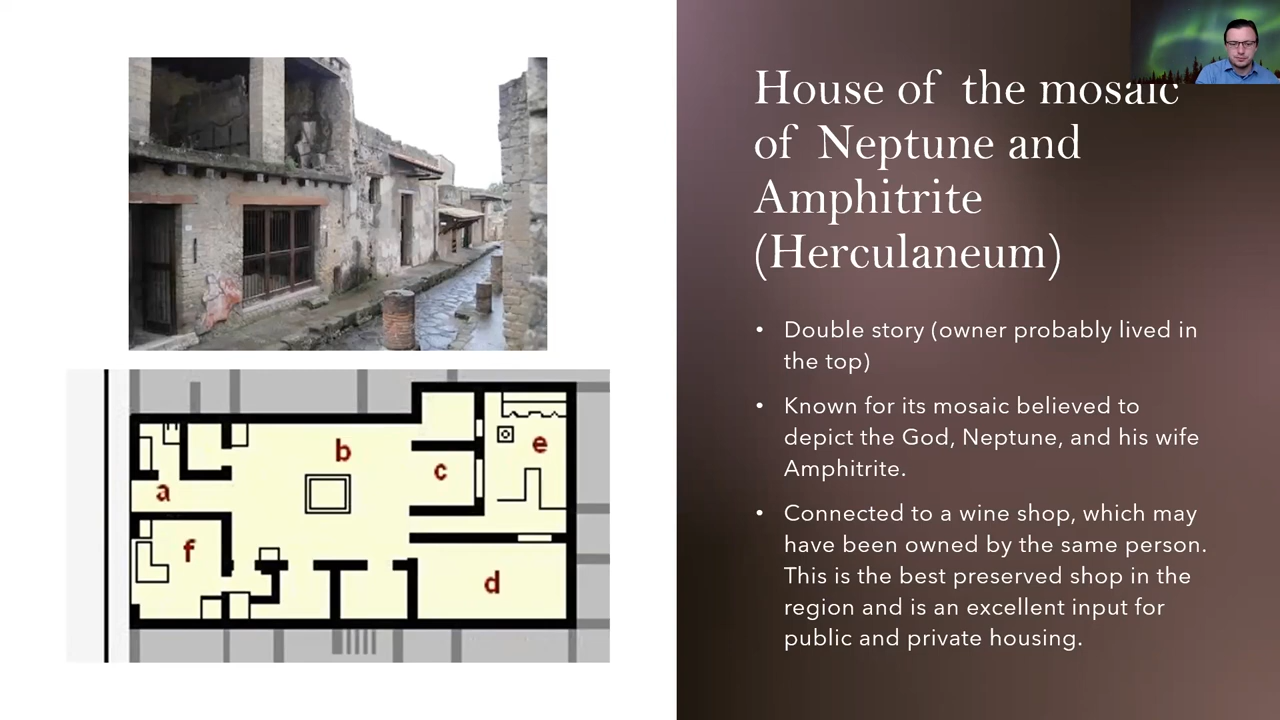 House of the mosaic
of Neptune and
Amphitrite
(Herculaneum)
• Double story (owner probably lived in
the top)
• Known for its mosaic believed to
depict the God, Neptune, and his wife
Amphitrite.
• Connected to a wine shop, which may
have been owned by the same person.
This is the best preserved shop in the
region and is an excellent input for
public and private housing.
b
e
c
a
f
d